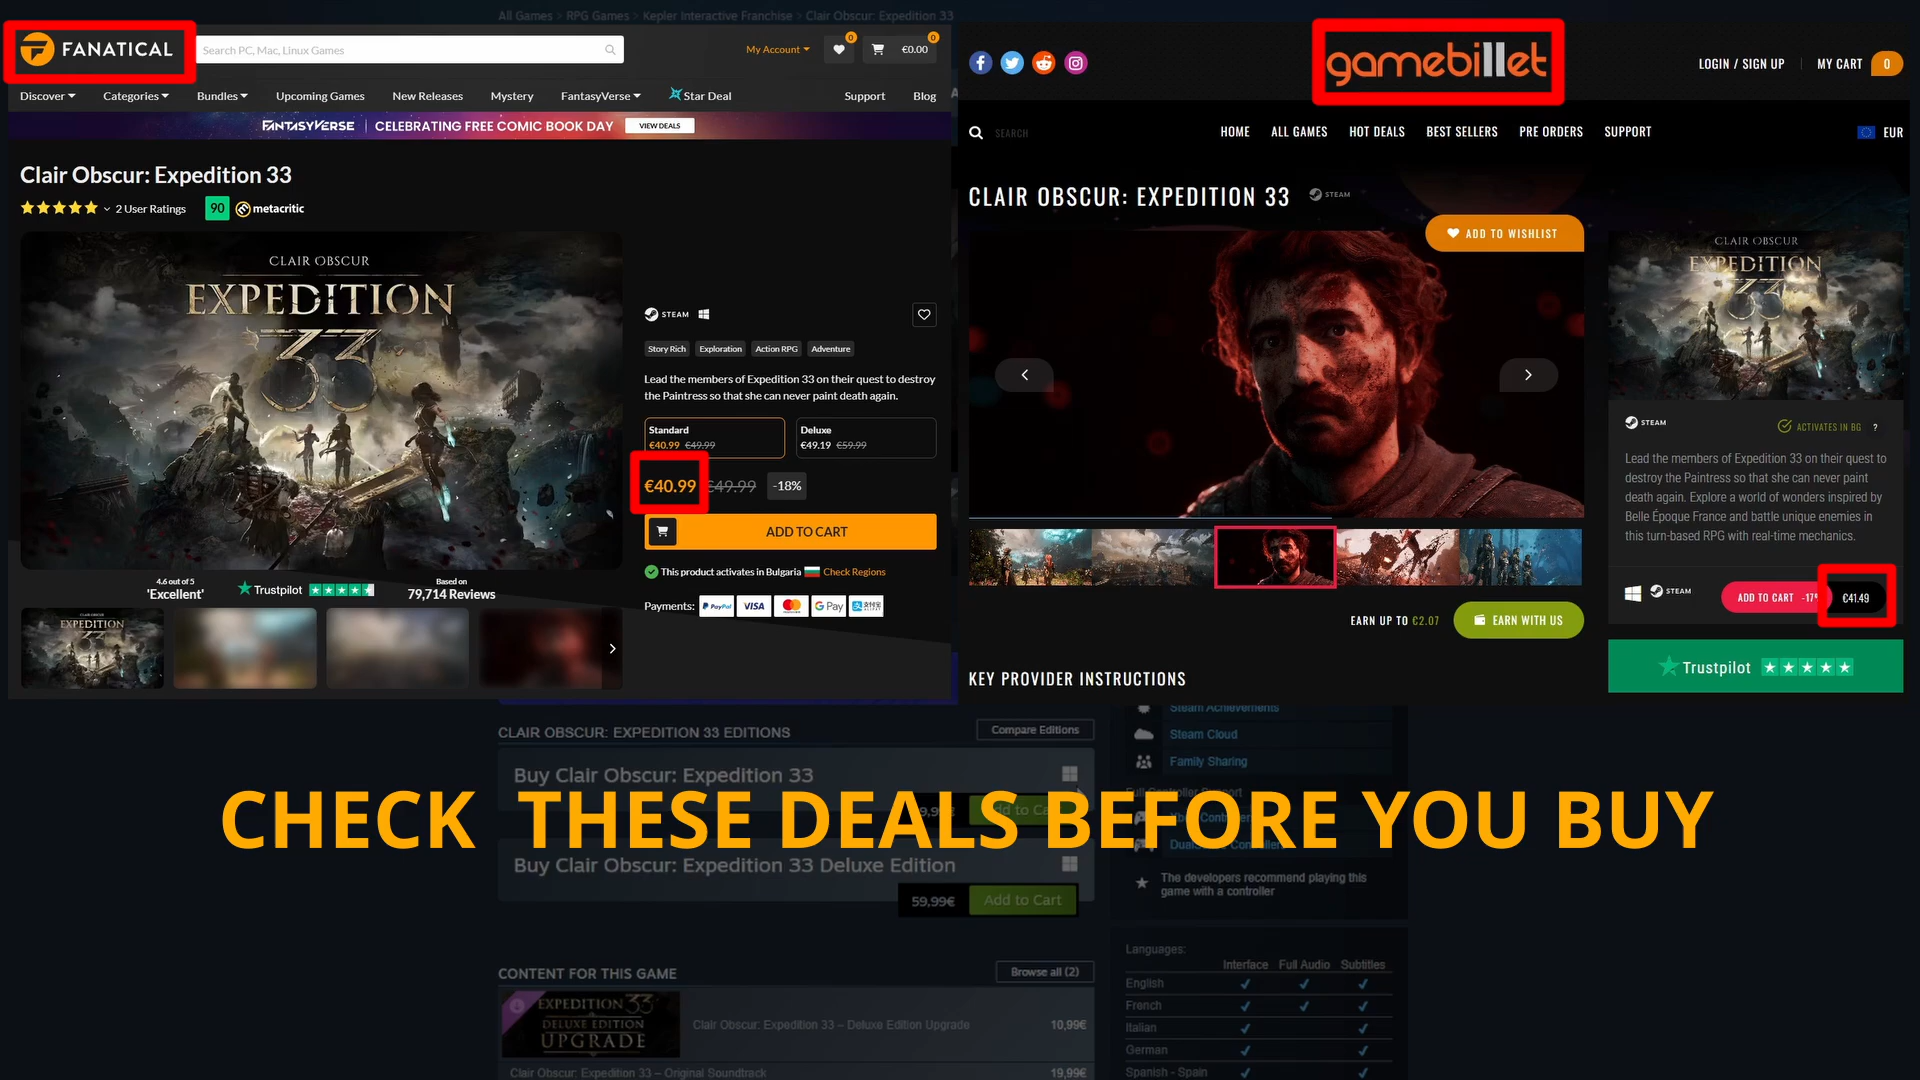 All Games > RPG Games > Kepler Interactive Franchise > Clair Obscur: Expedition 33
FANATICAL
Search PC, Mac, Linux Games
My Account
0
0
€0.00
Discover
Categories
Bundles
Upcoming Games
New Releases
Mystery
FantasyVerse
Star Deal
Support
Blog
FANTASYVERSE
CELEBRATING FREE COMIC BOOK DAY
VIEW DEALS
Clair Obscur: Expedition 33
2 User Ratings
90
metacritic
CLAIR OBSCUR
EXPEDITION
33
STEAM
Story Rich
Exploration
Action RPG
Adventure
Lead the members of Expedition 33 on their quest to destroy
the Paintress so that she can never paint death again.
Standard
€40.99 €49.99
Deluxe
€49.19 €59.99
€40.99 €49.99 -18%
ADD TO CART
This product activates in Bulgaria Check Regions
Payments:
PayPal
VISA
G Pay
4.6 out of 5
'Excellent'
Trustpilot
Based on
79,714 Reviews
EXPEDITION
33
gamebillet
LOGIN / SIGN UP
MY CART
0
SEARCH
HOME
ALL GAMES
HOT DEALS
BEST SELLERS
PRE ORDERS
SUPPORT
EUR
CLAIR OBSCUR: EXPEDITION 33
STEAM
ADD TO WISHLIST
CLAIR OBSCUR
EXPEDITION
33
STEAM
ACTIVATES IN BG ?
Lead the members of Expedition 33 on their quest to
destroy the Paintress so that she can never paint
death again. Explore a world of wonders inspired by
Belle Époque France and battle unique enemies in
this turn-based RPG with real-time mechanics.
STEAM
ADD TO CART
€41.49
EARN UP TO €2.07
EARN WITH US
Trustpilot
KEY PROVIDER INSTRUCTIONS
CLAIR OBSCUR: EXPEDITION 33 EDITIONS
Compare Editions
Buy Clair Obscur: Expedition 33
CHECK THESE DEALS BEFORE YOU BUY
Buy Clair Obscur: Expedition 33 Deluxe Edition
59,99€
Add to Cart
CONTENT FOR THIS GAME
Browse all (2)
EXPEDITION 33
DELUXE EDITION
UPGRADE
Clair Obscur: Expedition 33 – Deluxe Edition Upgrade
10,99€
Clair Obscur: Expedition 33 – Original Soundtrack
19,99€
Steam Achievements
Steam Cloud
Family Sharing
The developers recommend playing this
game with a controller
Languages:
Interface Full Audio Subtitles
English
French
Italian
German
Spanish - Spain